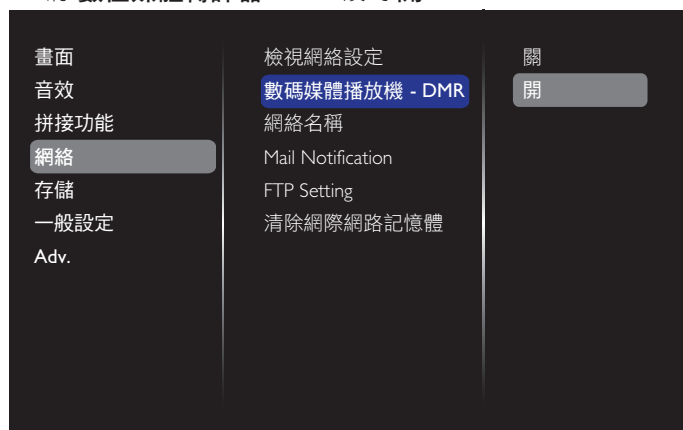 畫面
音效
拼接功能
網絡
存儲
一般設定
Adv.
檢視網絡設定
數碼媒體播放機 - DMR
網絡名稱
Mail Notification
FTP Setting
清除網際網路記憶體
關
開